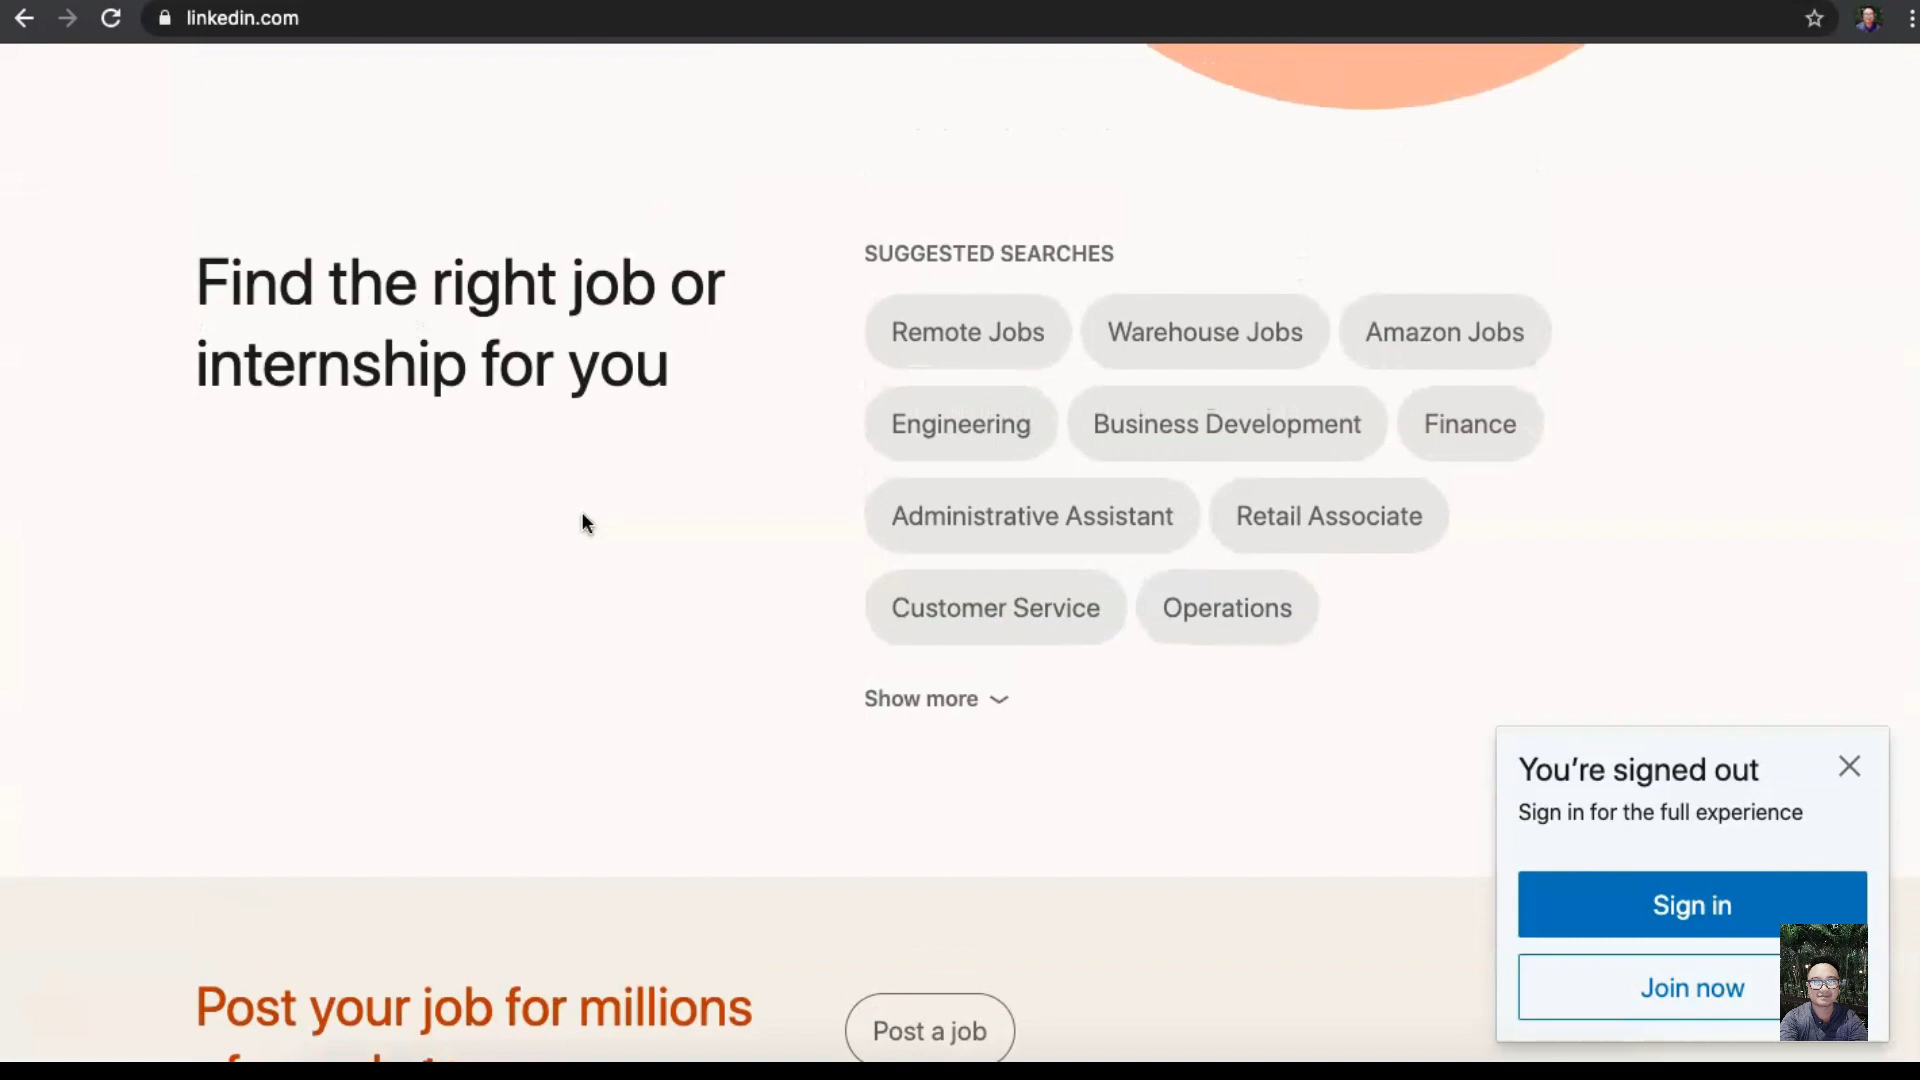 linkedin.com
Find the right job or
internship for you
SUGGESTED SEARCHES
Remote Jobs
Warehouse Jobs
Amazon Jobs
Engineering
Business Development
Finance
Administrative Assistant
Retail Associate
Customer Service
Operations
Show more
You're signed out
Sign in for the full experience
Sign in
Join now
Post your job for millions
Post a job